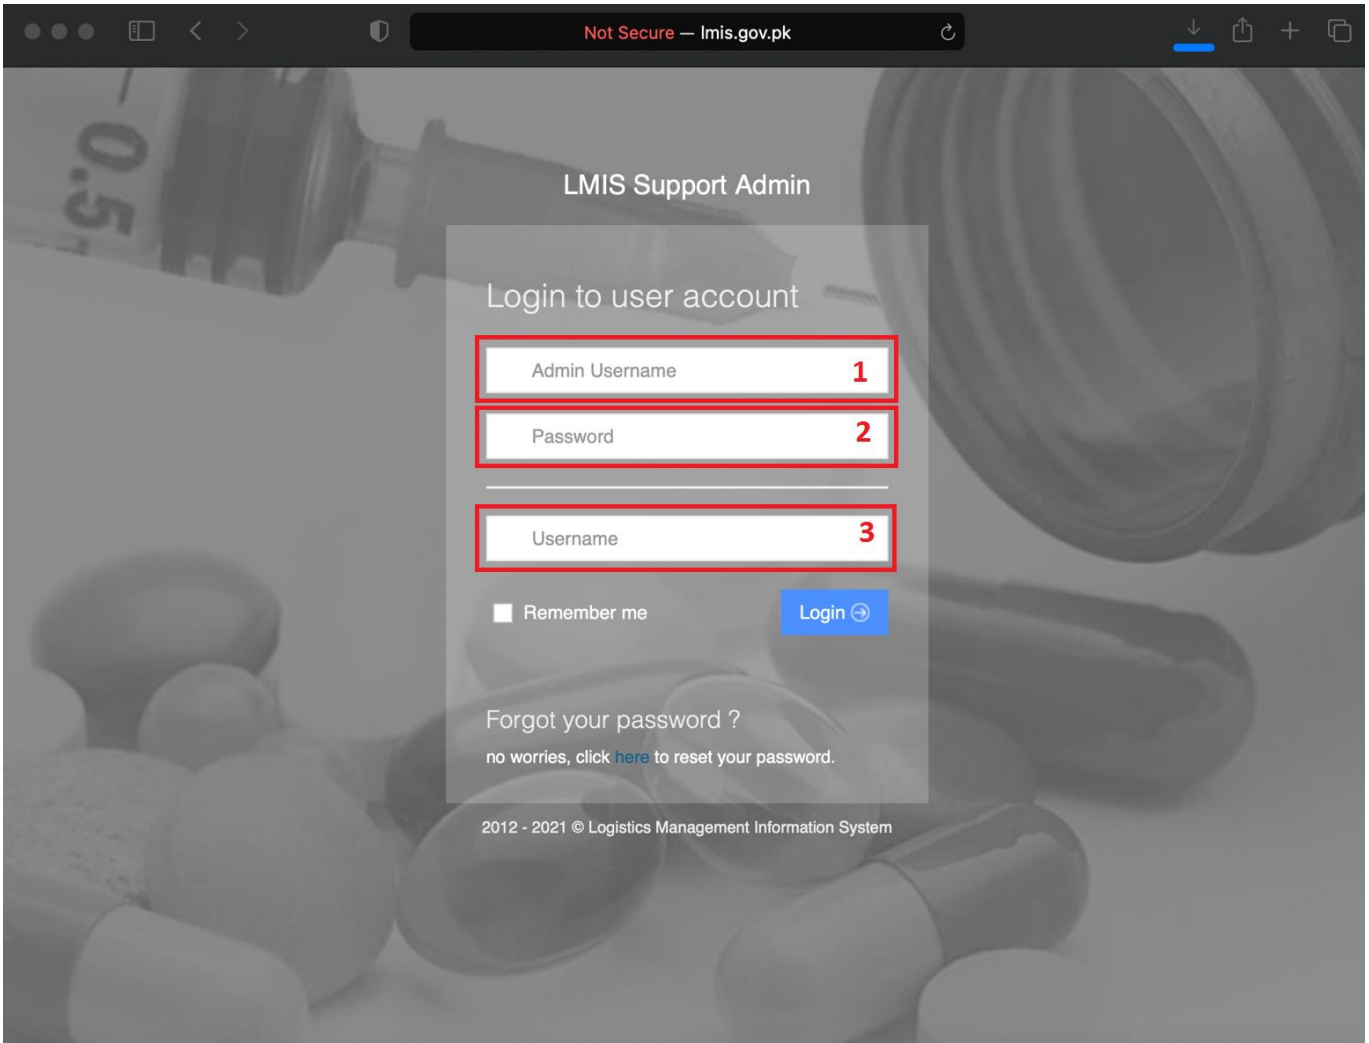 Not Secure — lmis.gov.pk
0.5
LMIS Support Admin
Login to user account
Admin Username 1
Password 2
Username 3
Remember me Login
Forgot your password ?
no worries, click here to reset your password.
2012 - 2021 © Logistics Management Information System